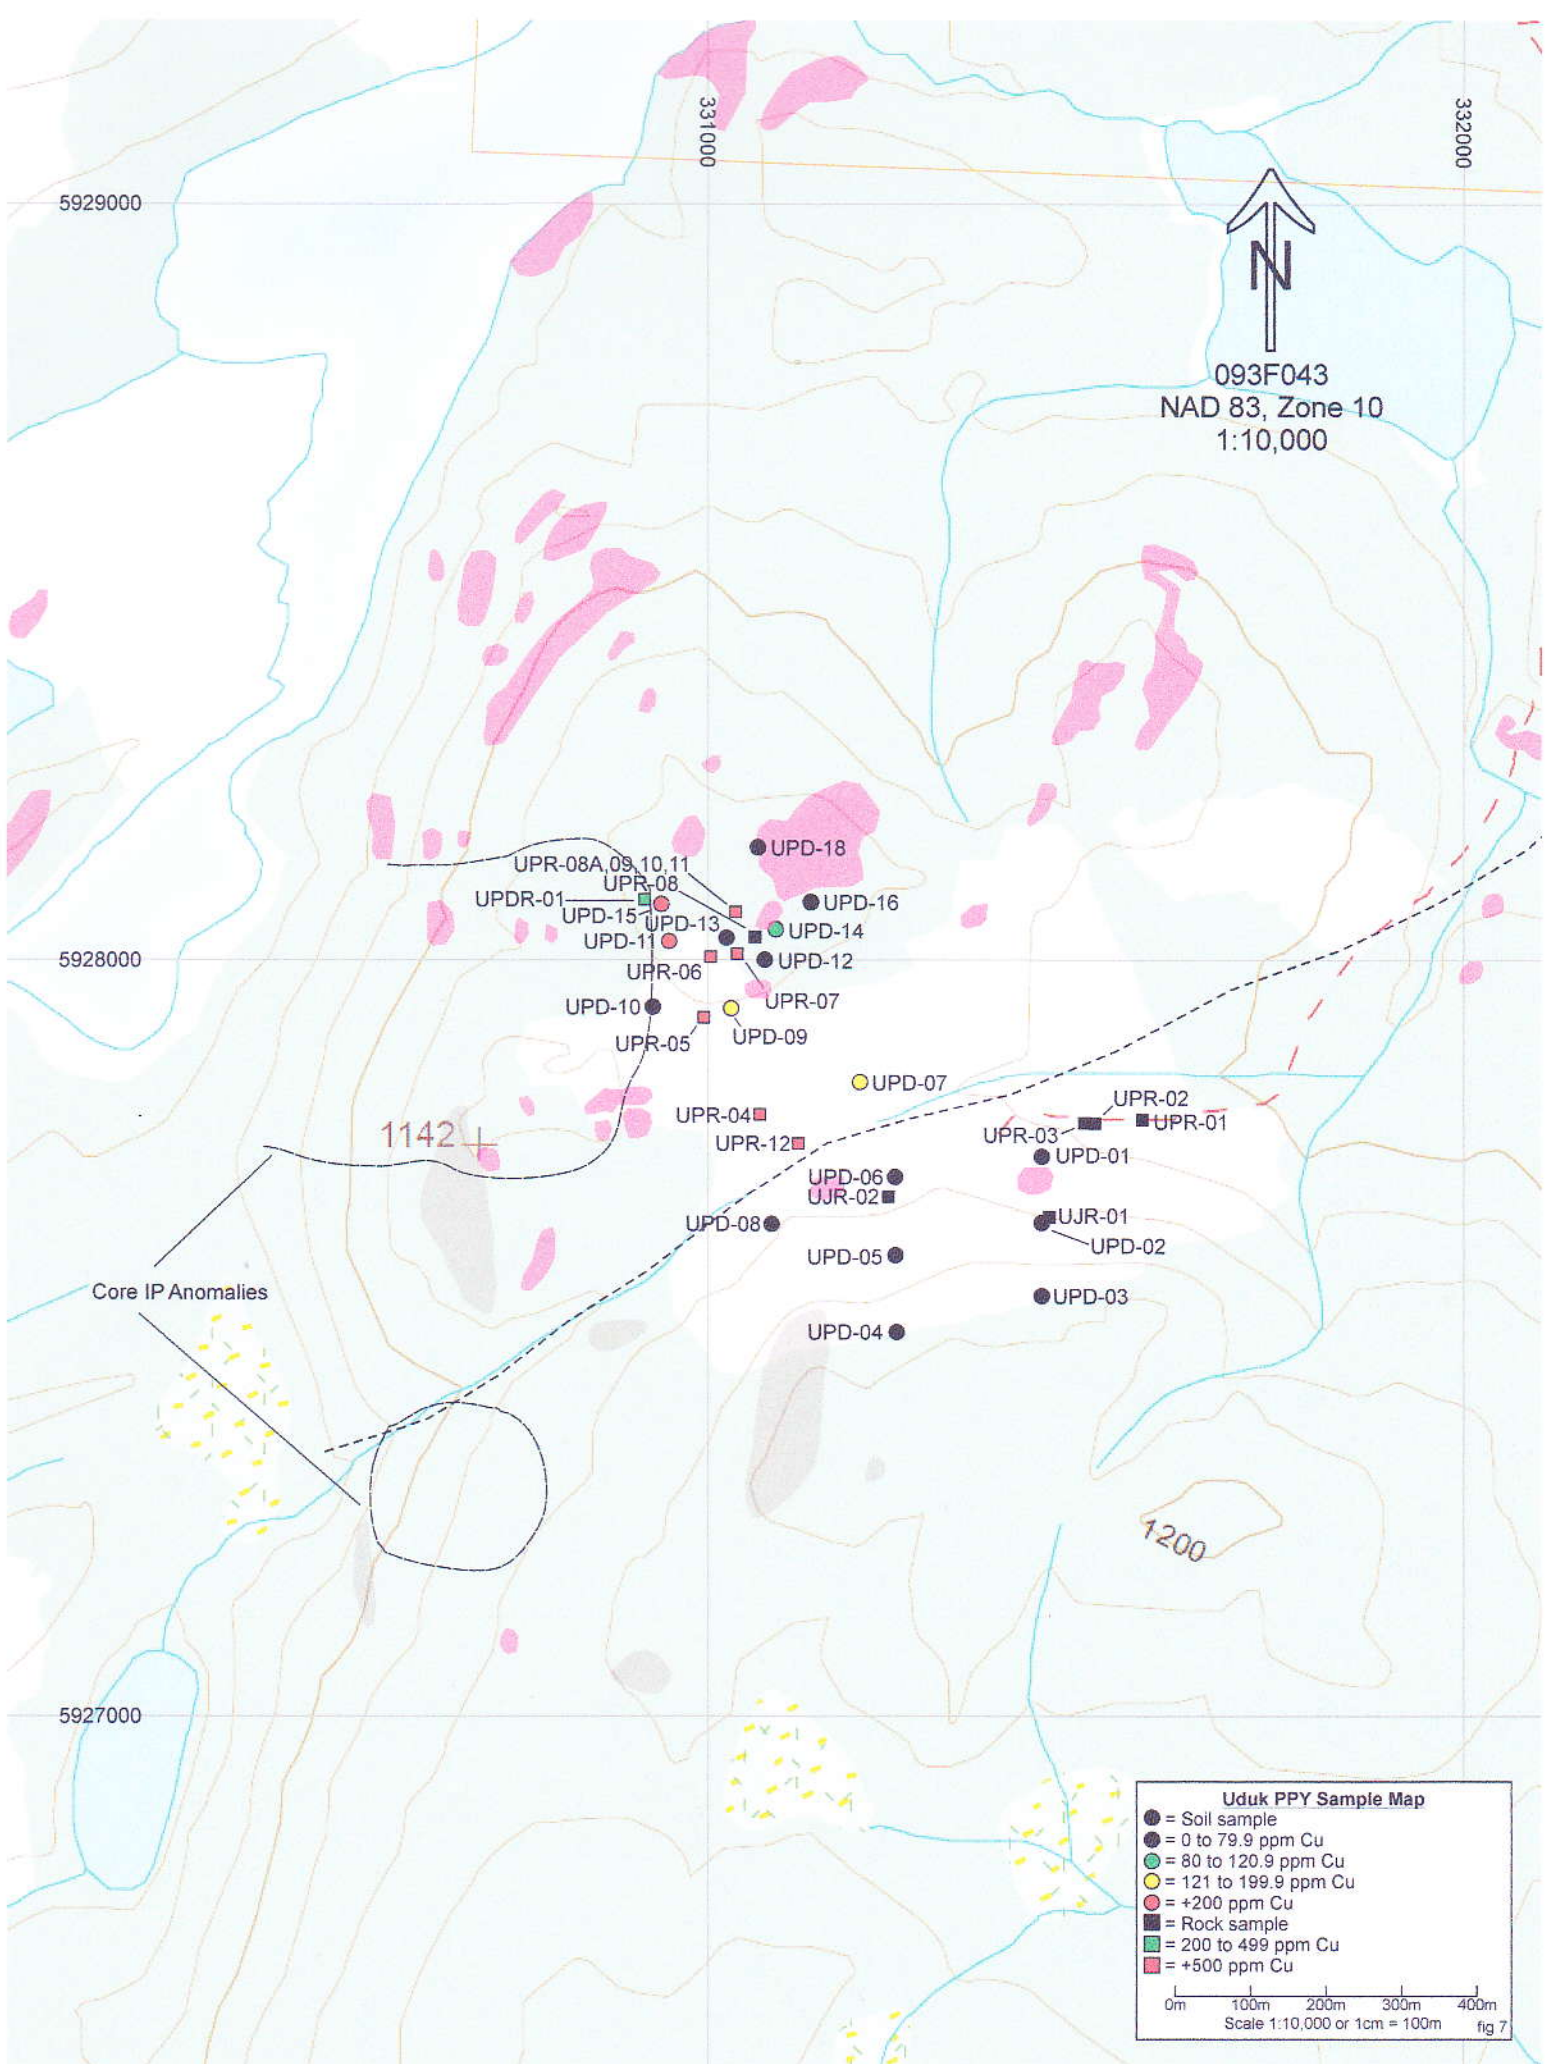 331000
332000
5929000
N
093F043
NAD 83, Zone 10
1:10,000
UPD-18
UPR-08A,09,10,11
UPR-08
UPDR-01
UPD-16
UPD-15
UPD-13
UPD-14
UPD-11
5928000
UPD-12
UPR-06
UPR-07
UPD-10
UPD-09
UPR-05
UPD-07
UPR-02
UPR-04
UPR-01
UPR-03
1142
UPR-12
UPD-01
UPD-06
UJR-02
UJR-01
UPD-08
UPD-02
UPD-05
Core IP Anomalies
UPD-03
UPD-04
1200
5927000
Uduk PPY Sample Map
= Soil sample
= 0 to 79.9 ppm Cu
= 80 to 120.9 ppm Cu
= 121 to 199.9 ppm Cu
= +200 ppm Cu
= Rock sample
= 200 to 499 ppm Cu
= +500 ppm Cu
0m 100m 200m 300m 400m
Scale 1:10,000 or 1cm = 100m fig 7